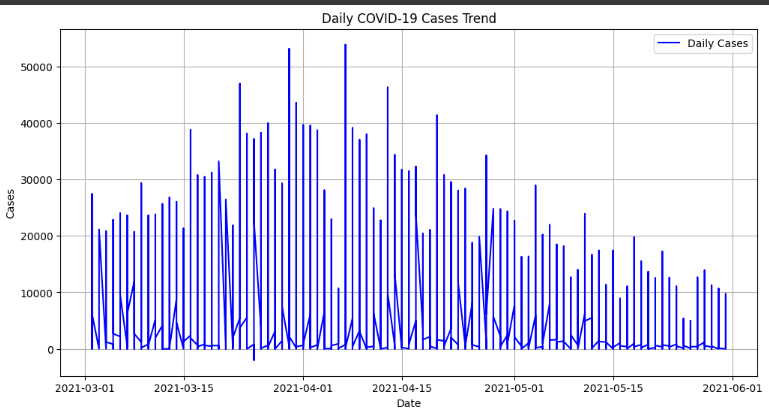 Daily COVID-19 Cases Trend
Daily Cases
50000
40000
30000
20000
10000
0
Cases
2021-03-01 2021-03-15 2021-04-01 2021-04-15 2021-05-01 2021-05-15 2021-06-01
Date